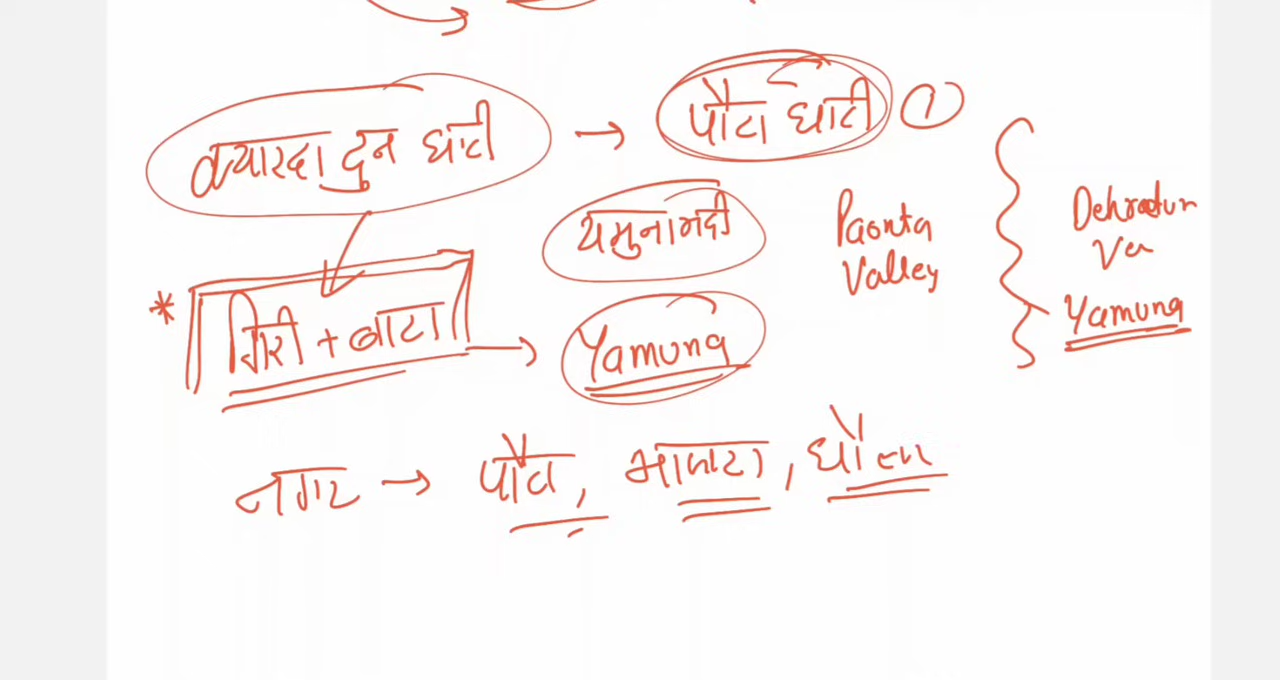 क्यारदा दुन घाटी → पौंटा घाटी ①
यमुना नदी
Paonta
Valley
Dehradun
Va
Yamuna
* गिरी + बाटा → Yamuna
नगर → पौंटा, माजरा, धौला